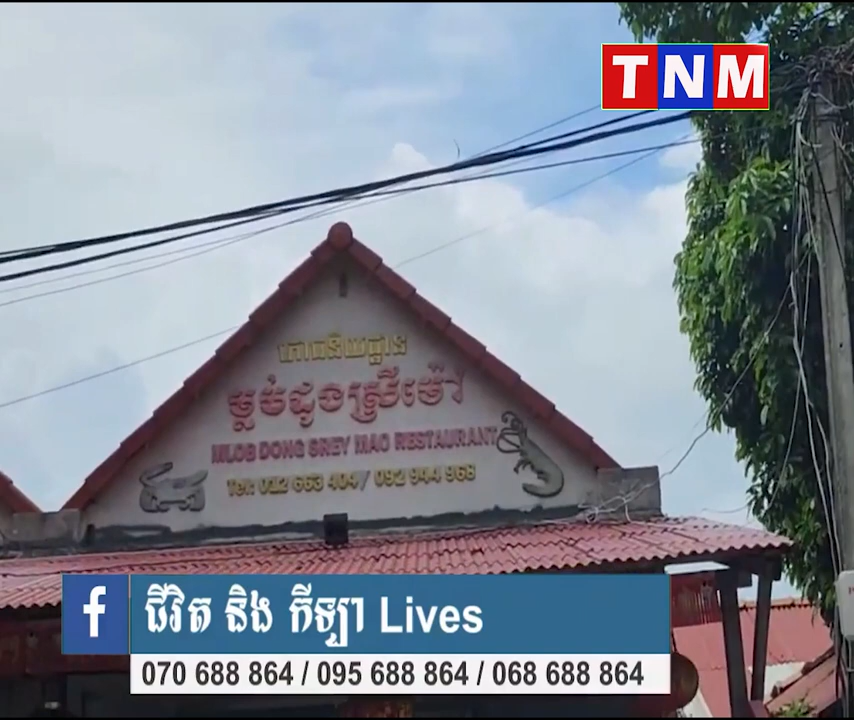 TNM
ភោជនីយដ្ឋាន
ម្លប់ដូងស្រីម៉ៅ
MLOB DONG SREY MAO RESTAURANT
Tel: 012 663 404 / 092 944 968
ជីវិត និង កីឡា Lives
070 688 864 / 095 688 864 / 068 688 864